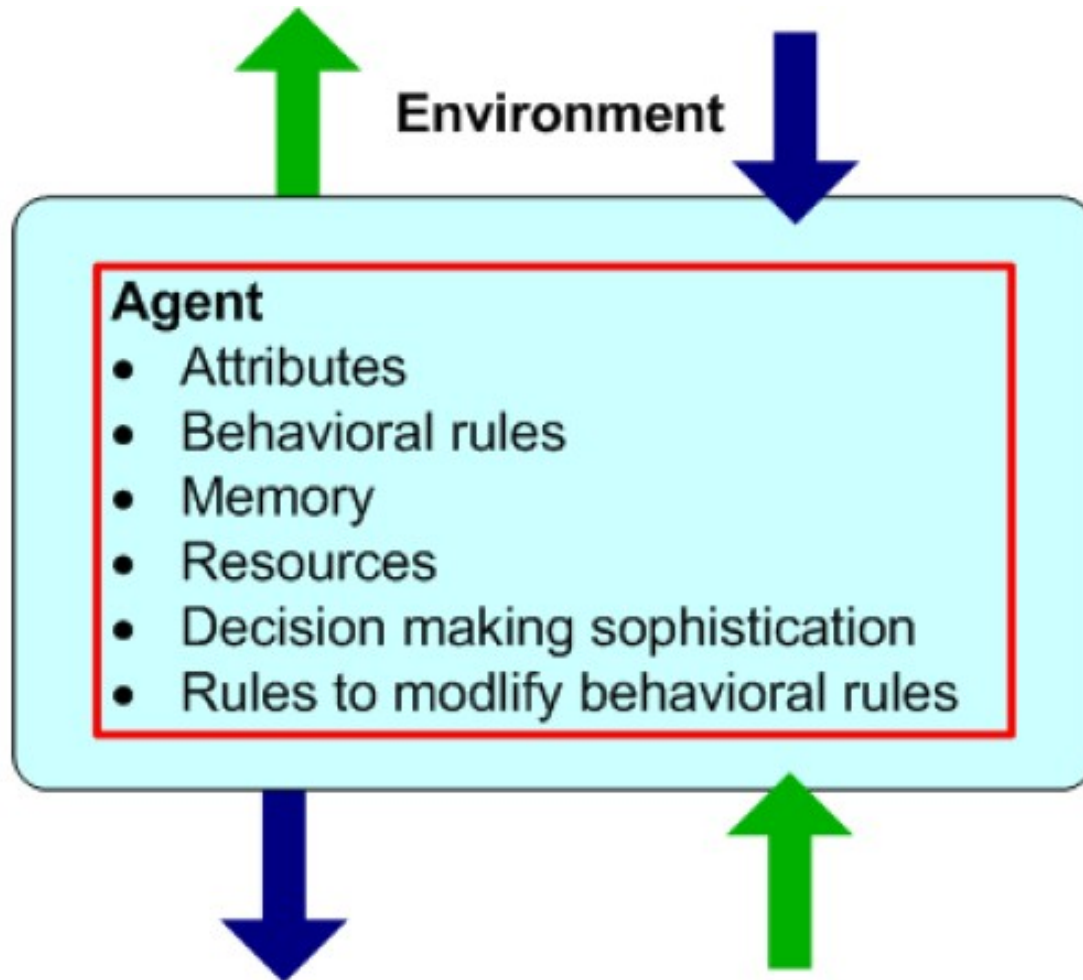 Environment
Agent
● Attributes
● Behavioral rules
● Memory
● Resources
● Decision making sophistication
● Rules to modlify behavioral rules